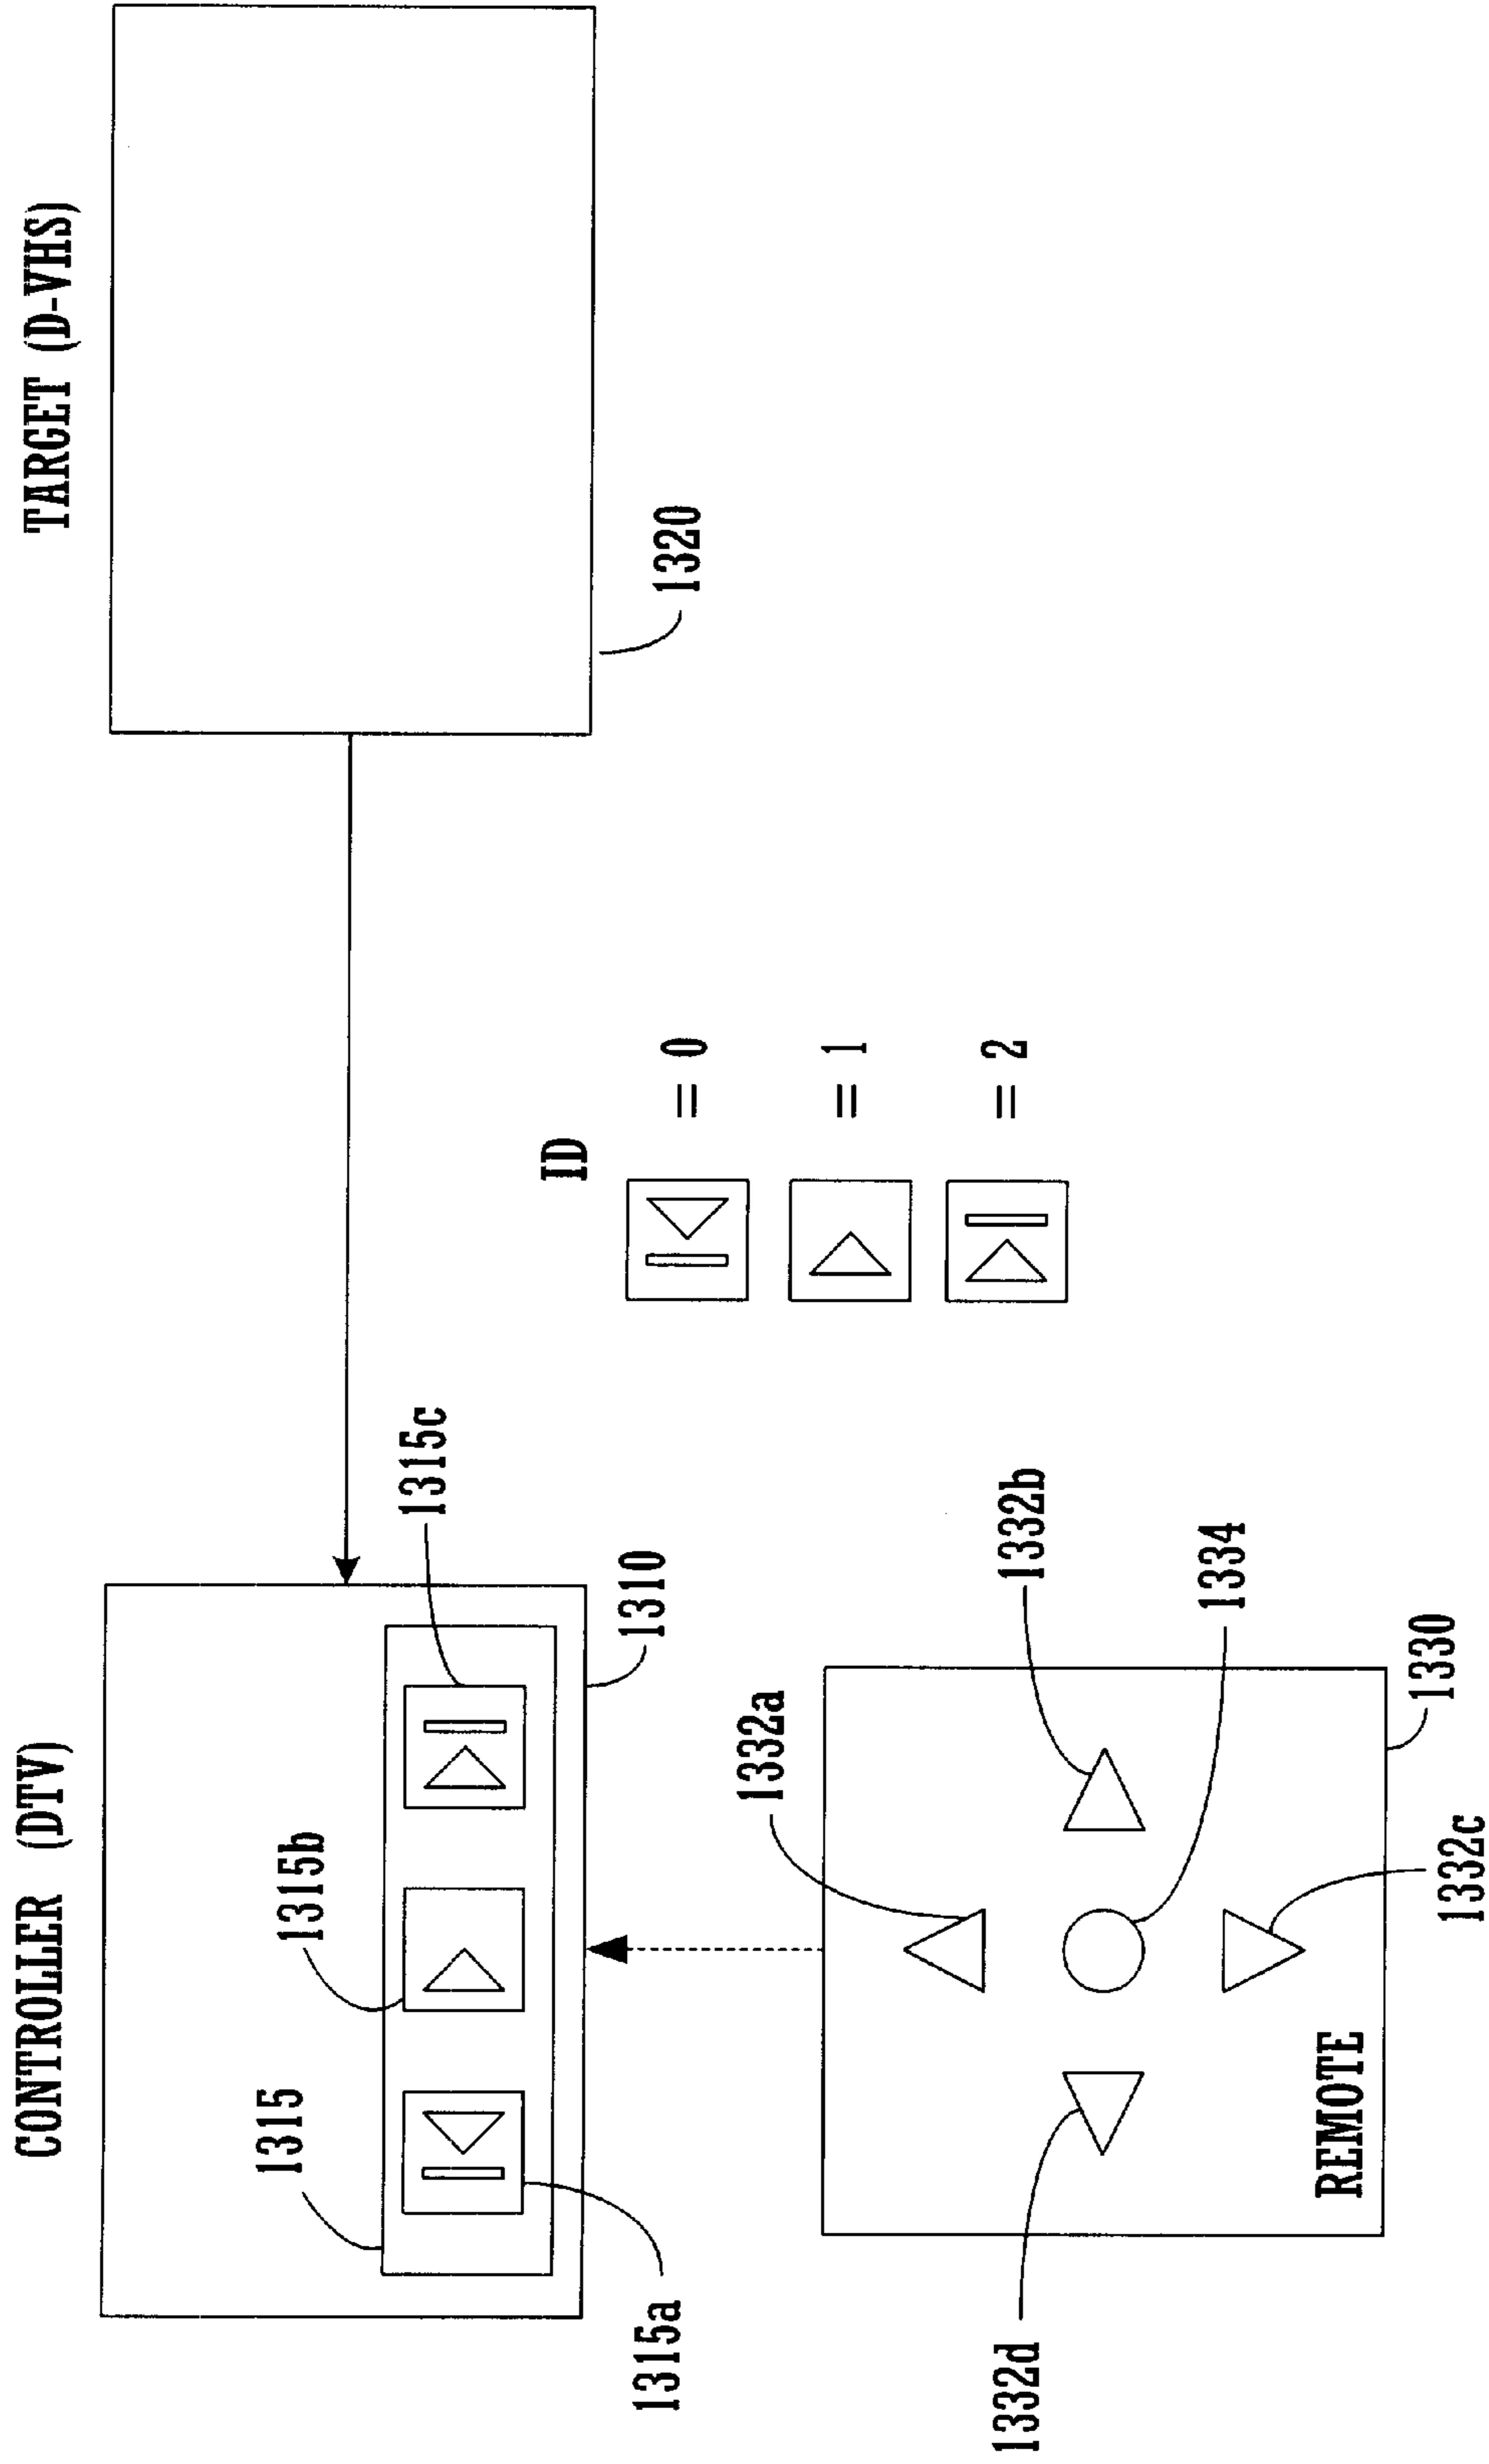 CONTROLLER (DTV)
TARGET (D-VHS)
1315
1315b
1315c
1315a
1310
1320
ID
= 0
= 1
= 2
1332a
1332b
1334
1332d
1332c
1330
REMOTE